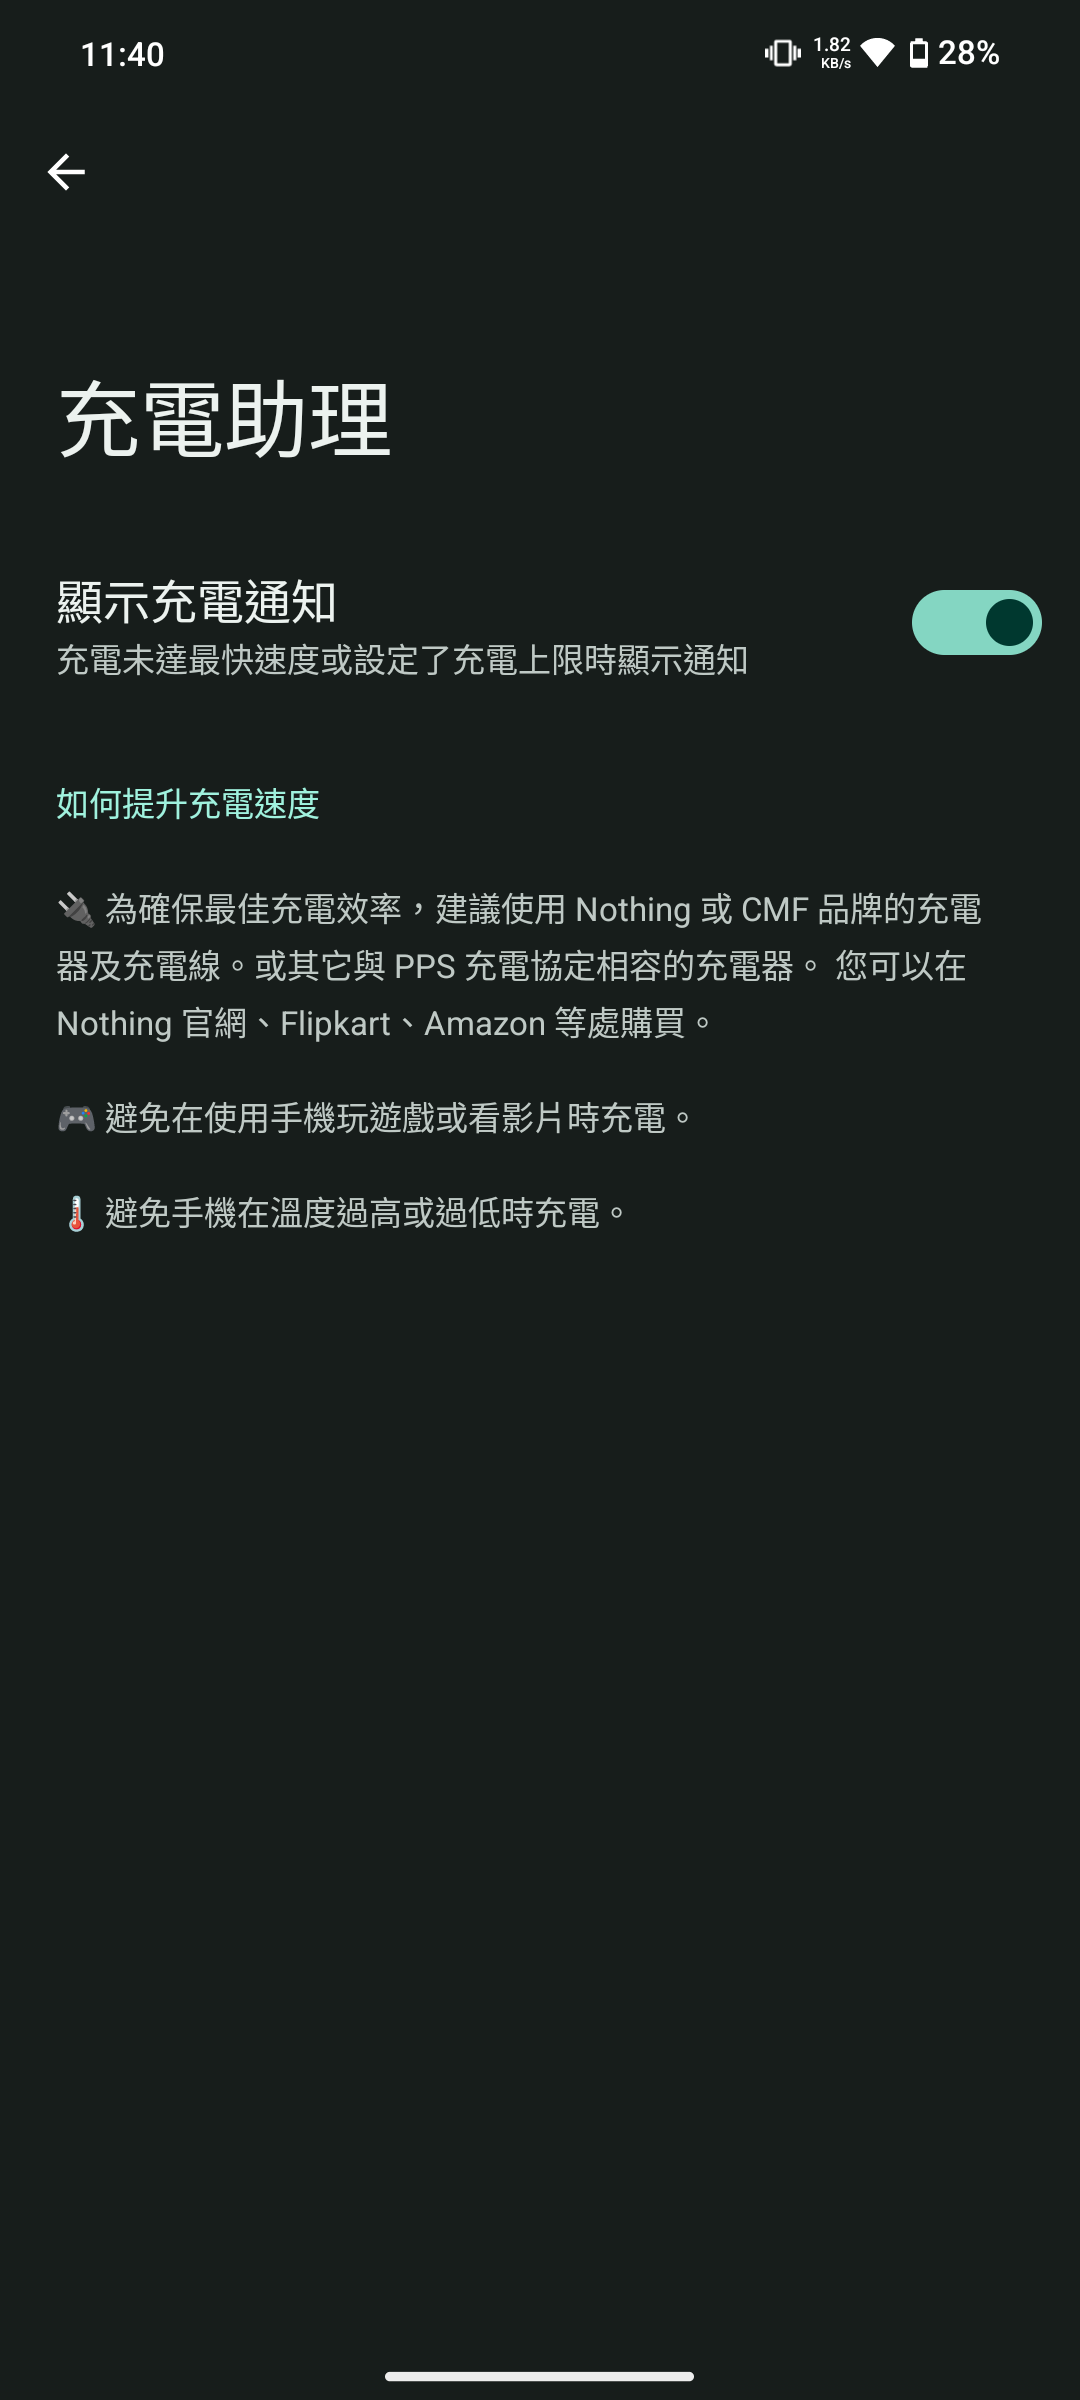 11:40
1.82
KB/s
28%
充電助理
顯示充電通知
充電未達最快速度或設定了充電上限時顯示通知
如何提升充電速度
🔌 為確保最佳充電效率，建議使用 Nothing 或 CMF 品牌的充電
器及充電線。或其它與 PPS 充電協定相容的充電器。 您可以在
Nothing 官網、Flipkart、Amazon 等處購買。
🎮 避免在使用手機玩遊戲或看影片時充電。
🌡️ 避免手機在溫度過高或過低時充電。